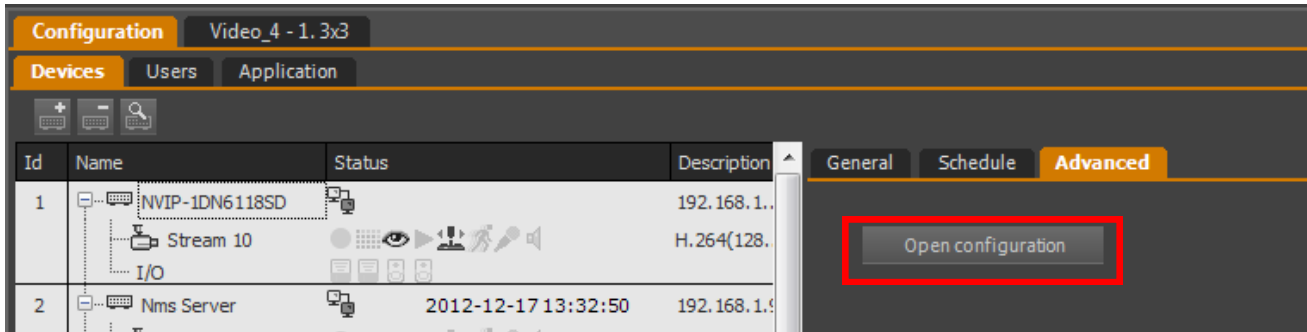 Configuration Video_4 - 1. 3x3
Devices Users Application
Id Name Status Description General Schedule Advanced
1 NVIP-1DN6118SD 192.168.1..
Stream 10 H.264(128. Open configuration
I/O
2 Nms Server 2012-12-17 13:32:50 192.168.1.9